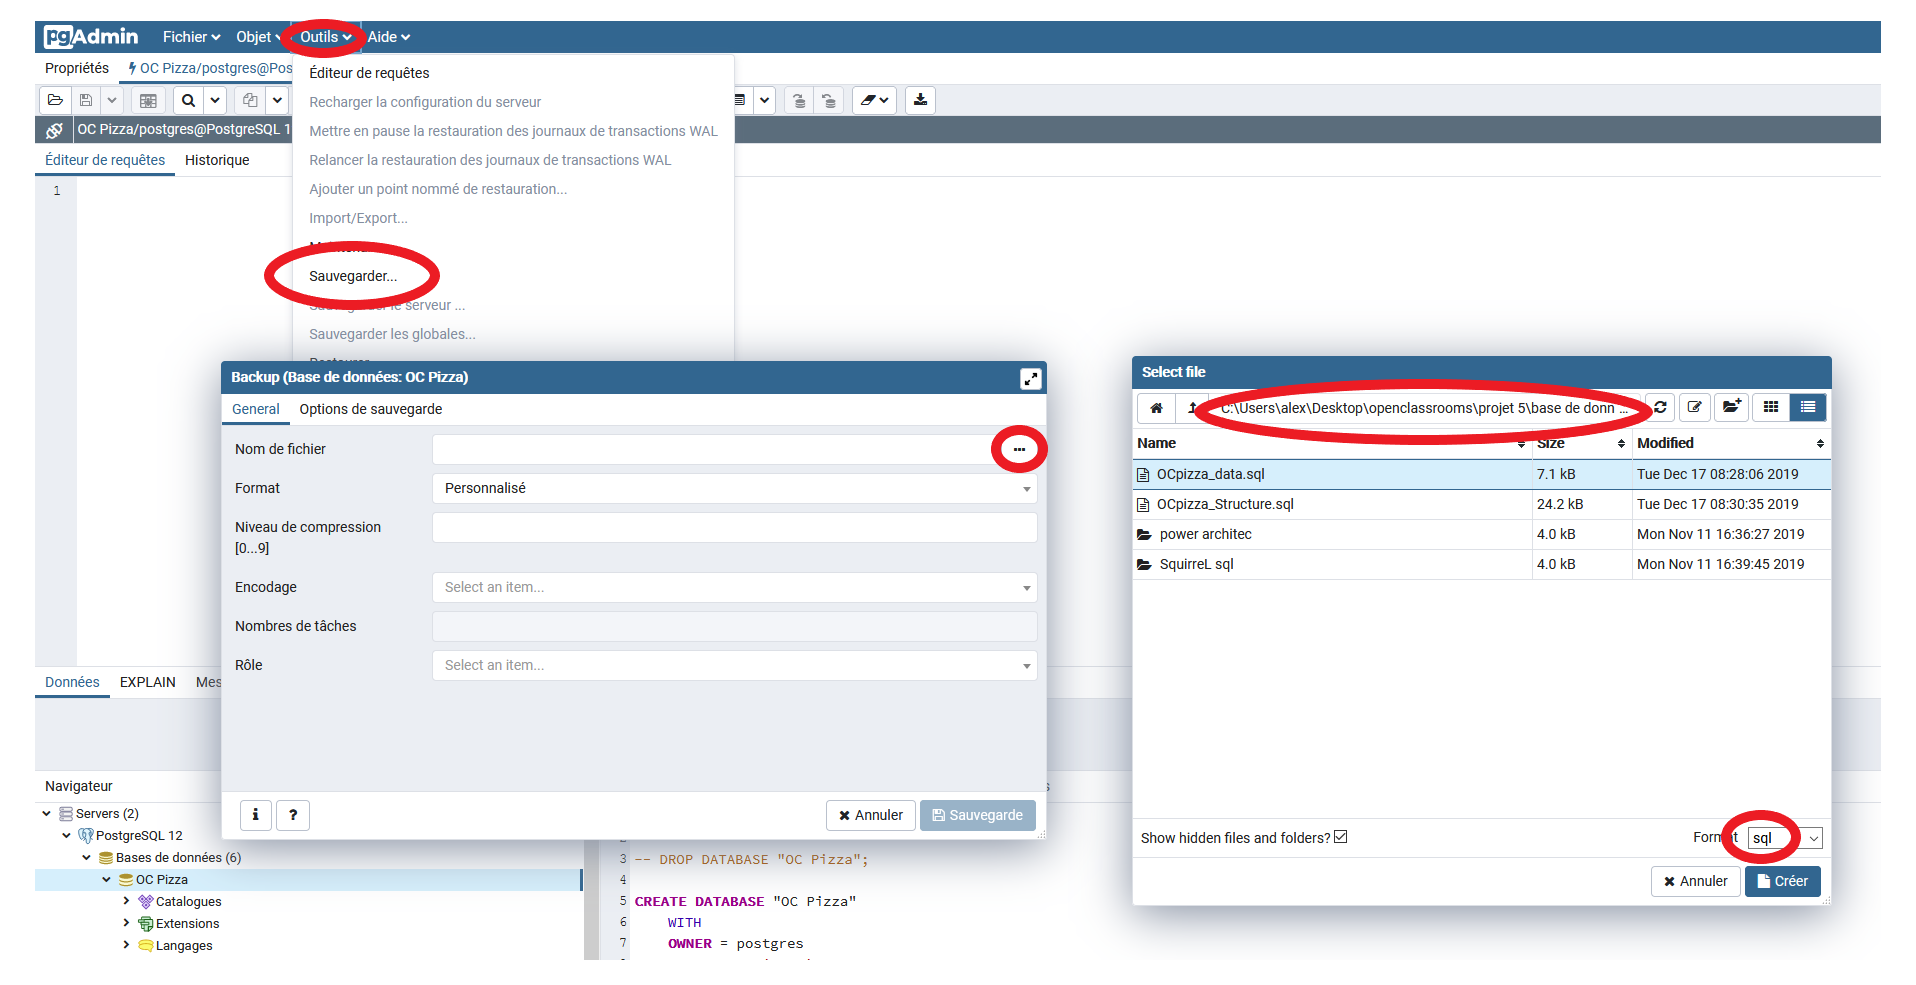 pgAdmin Fichier Objet Outils Aide
Propriétés OC Pizza/postgres@Pos
Éditeur de requêtes
Recharger la configuration du serveur
OC Pizza/postgres@PostgreSQL 1
Mettre en pause la restauration des journaux de transactions WAL
Éditeur de requêtes Historique
Relancer la restauration des journaux de transactions WAL
1
Ajouter un point nommé de restauration...
Import/Export...
Sauvegarder...
serveur ...
Sauvegarder les globales...
Backup (Base de données: OC Pizza)
General Options de sauvegarde
Nom de fichier ...
Format Personnalisé
Niveau de compression
[0...9]
Encodage Select an item...
Nombres de tâches
Rôle Select an item...
i ? Annuler Sauvegarde
Select file
C:\Users\alex\Desktop\openclassrooms\projet 5\base de donn ...
Name Size Modified
OCpizza_data.sql 7.1 kB Tue Dec 17 08:28:06 2019
OCpizza_Structure.sql 24.2 kB Tue Dec 17 08:30:35 2019
power architec 4.0 kB Mon Nov 11 16:36:27 2019
SquirreL sql 4.0 kB Mon Nov 11 16:39:45 2019
Show hidden files and folders? Format sql
Annuler Créer
Données EXPLAIN Mes
Navigateur
Servers (2)
PostgreSQL 12
Bases de données (6)
OC Pizza
Catalogues
Extensions
Langages
3 -- DROP DATABASE "OC Pizza";
4
5 CREATE DATABASE "OC Pizza"
6 WITH
7 OWNER = postgres